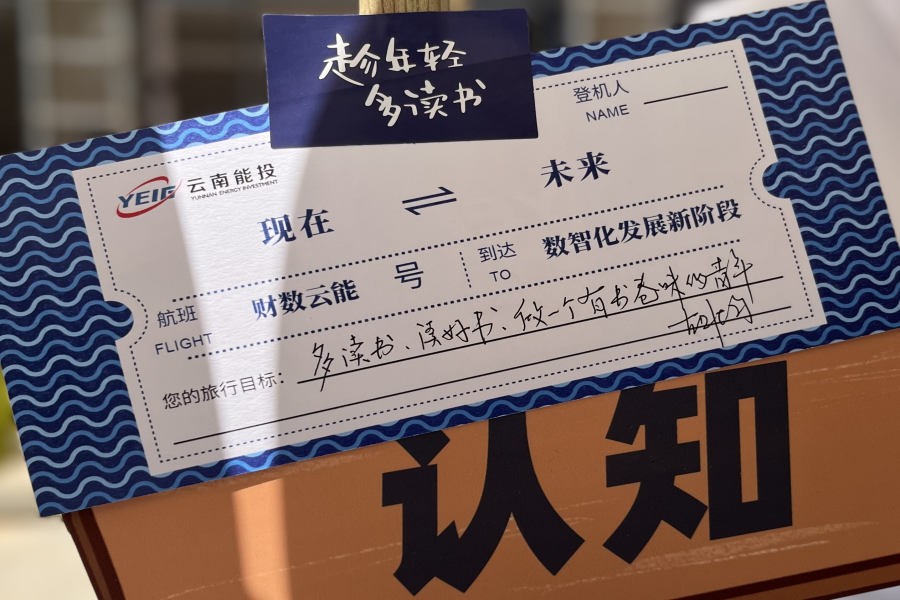 趁年轻
多读书
登机人
NAME
YEIG 云南能投
YUNNAN ENERGY INVESTMENT
现在 ⇌ 未来
航班 财数云能 号 到达 数智化发展新阶段
FLIGHT TO
您的旅行目标: 多读书、读好书、做一个有书卷味的青年
认知